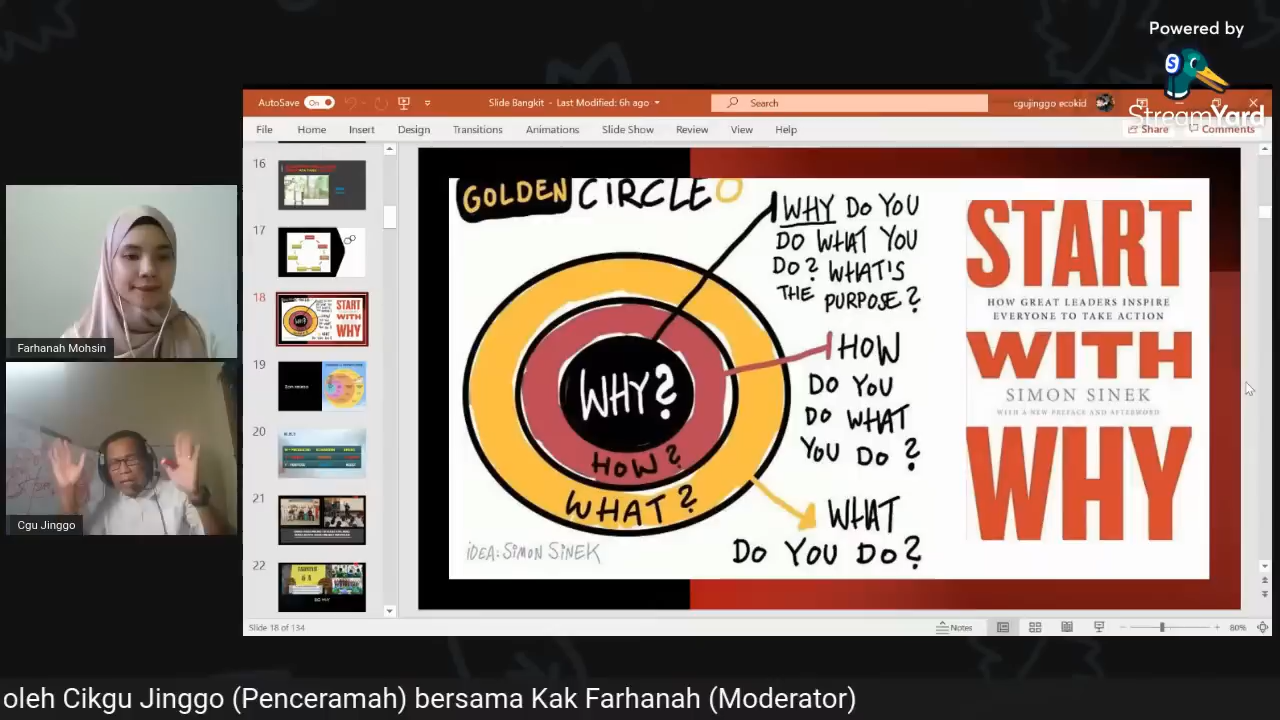 Powered by
StreamYard
AutoSave On
Slide Bangkit - Last Modified: 6h ago
Search
cgujinggo ecokid
File Home Insert Design Transitions Animations Slide Show Review View Help
Share Comments
16
17
18
19
20
21
22
START
WITH
WHY
GOLDEN CIRCLE
WHY DO YOU
DO WHAT YOU
DO? WHAT'S
THE PURPOSE?
HOW
DO YOU
DO WHAT
YOU DO?
WHAT
DO YOU DO?
WHY?
HOW?
WHAT?
IDEA: SIMON SINEK
START
HOW GREAT LEADERS INSPIRE
EVERYONE TO TAKE ACTION
WITH
SIMON SINEK
WITH A NEW PREFACE AND AFTERWORD
WHY
Farhanah Mohsin
Cgu Jinggo
Slide 18 of 134
Notes
60%
oleh Cikgu Jinggo (Penceramah) bersama Kak Farhanah (Moderator)